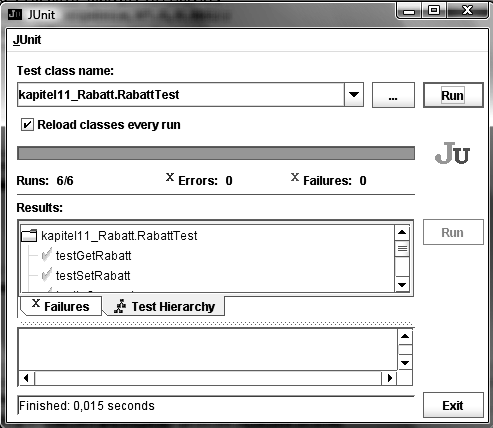 JUnit
JUnit
Test class name:
kapitel11_Rabatt.RabattTest
...
Run
Reload classes every run
JU
Runs: 6/6
X Errors: 0
X Failures: 0
Results:
kapitel11_Rabatt.RabattTest
testGetRabatt
testSetRabatt
Run
X Failures
Test Hierarchy
Finished: 0,015 seconds
Exit